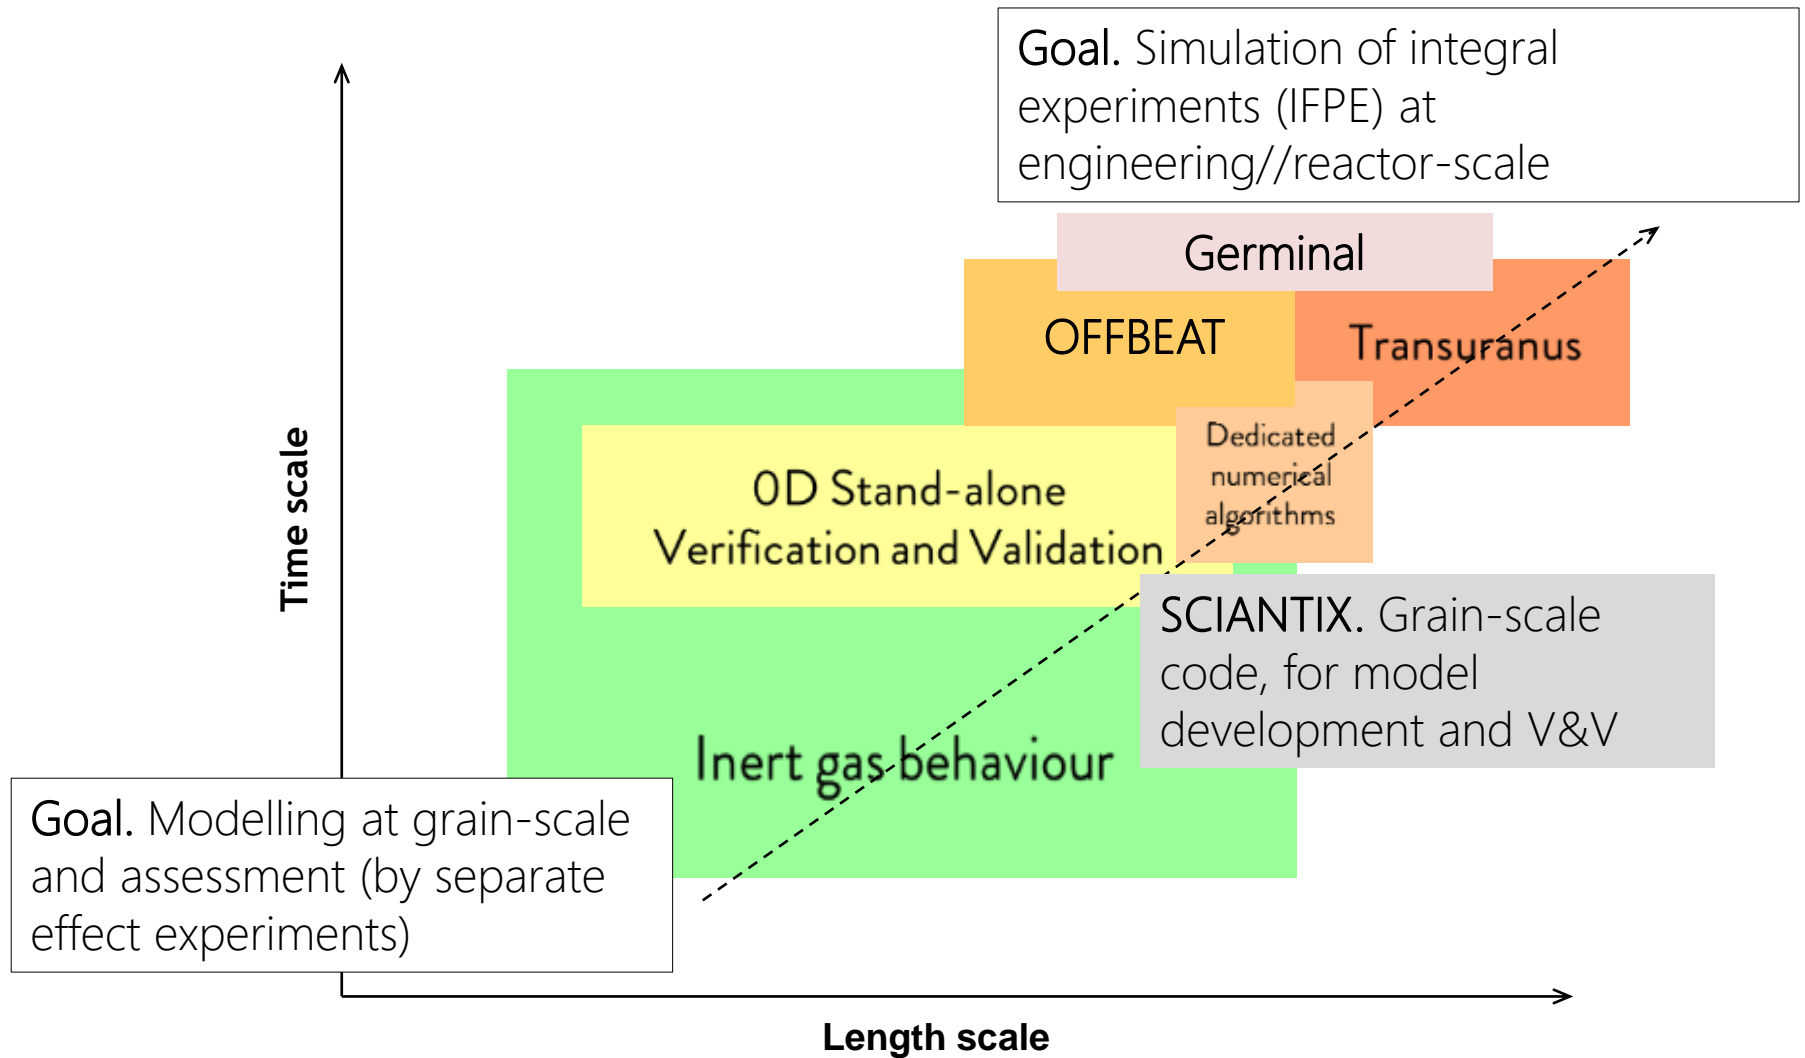 Goal. Simulation of integral
experiments (IFPE) at
engineering//reactor-scale
Germinal
OFFBEAT
Transuranus
Dedicated
numerical
algorithms
0D Stand-alone
Verification and Validation
SCIANTIX. Grain-scale
code, for model
development and V&V
Inert gas behaviour
Goal. Modelling at grain-scale
and assessment (by separate
effect experiments)
Time scale
Length scale